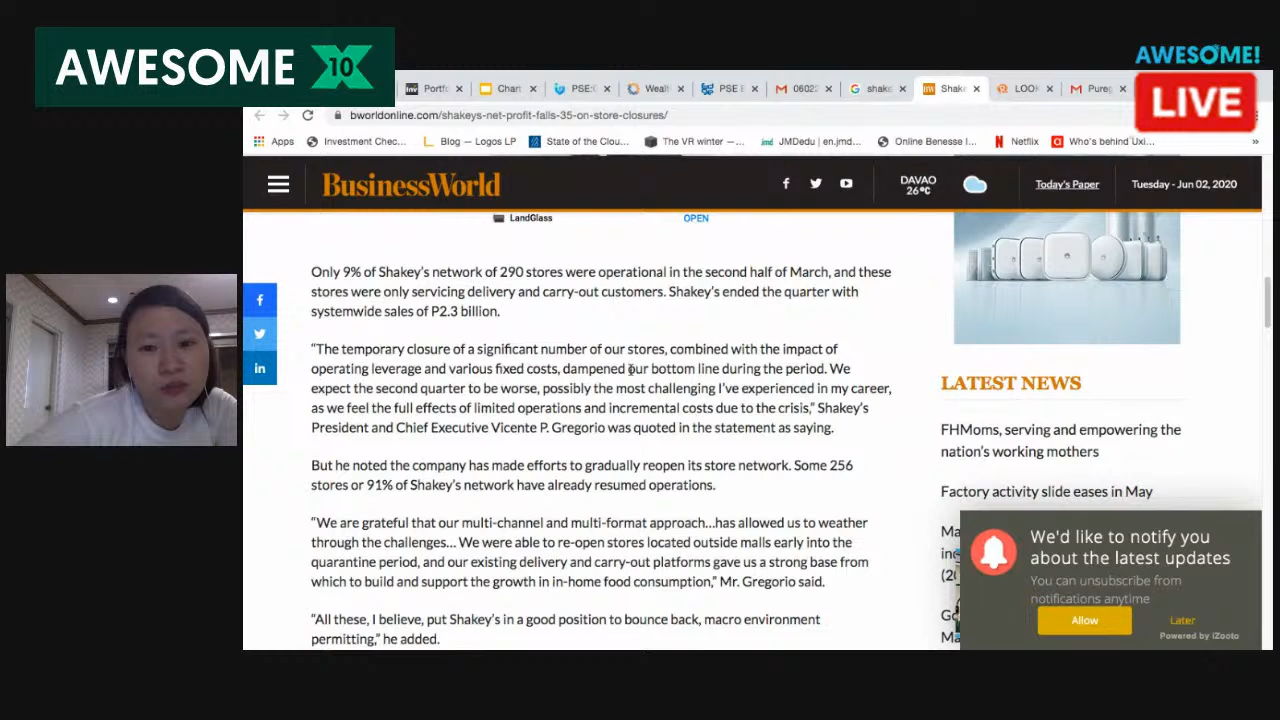 AWESOME X10
AWESOME!
LIVE
Portfo
Chart
PSE:
Wealt
PSE E
0602
shake
Shake
LOO
Pure
bworldonline.com/shakeys-net-profit-falls-35-on-store-closures/
Apps
Investment Chec...
Blog — Logos LP
State of the Clou...
The VR winter —...
JMDedu | en.jmd...
Online Benesse I...
Netflix
Who's behind Uxi...
»
BusinessWorld
DAVAO
26°C
Today's Paper
Tuesday - Jun 02, 2020
LandGlass
OPEN
Only 9% of Shakey's network of 290 stores were operational in the second half of March, and these
stores were only servicing delivery and carry-out customers. Shakey's ended the quarter with
systemwide sales of P2.3 billion.
“The temporary closure of a significant number of our stores, combined with the impact of
operating leverage and various fixed costs, dampened our bottom line during the period. We
expect the second quarter to be worse, possibly the most challenging I've experienced in my career,
as we feel the full effects of limited operations and incremental costs due to the crisis,” Shakey's
President and Chief Executive Vicente P. Gregorio was quoted in the statement as saying.
But he noted the company has made efforts to gradually reopen its store network. Some 256
stores or 91% of Shakey's network have already resumed operations.
“We are grateful that our multi-channel and multi-format approach…has allowed us to weather
through the challenges… We were able to re-open stores located outside malls early into the
quarantine period, and our existing delivery and carry-out platforms gave us a strong base from
which to build and support the growth in in-home food consumption,” Mr. Gregorio said.
“All these, I believe, put Shakey's in a good position to bounce back, macro environment
permitting,” he added.
LATEST NEWS
FHMoms, serving and empowering the
nation's working mothers
Factory activity slide eases in May
We'd like to notify you
about the latest updates
You can unsubscribe from
notifications anytime
Allow
Later
Powered by iZooto